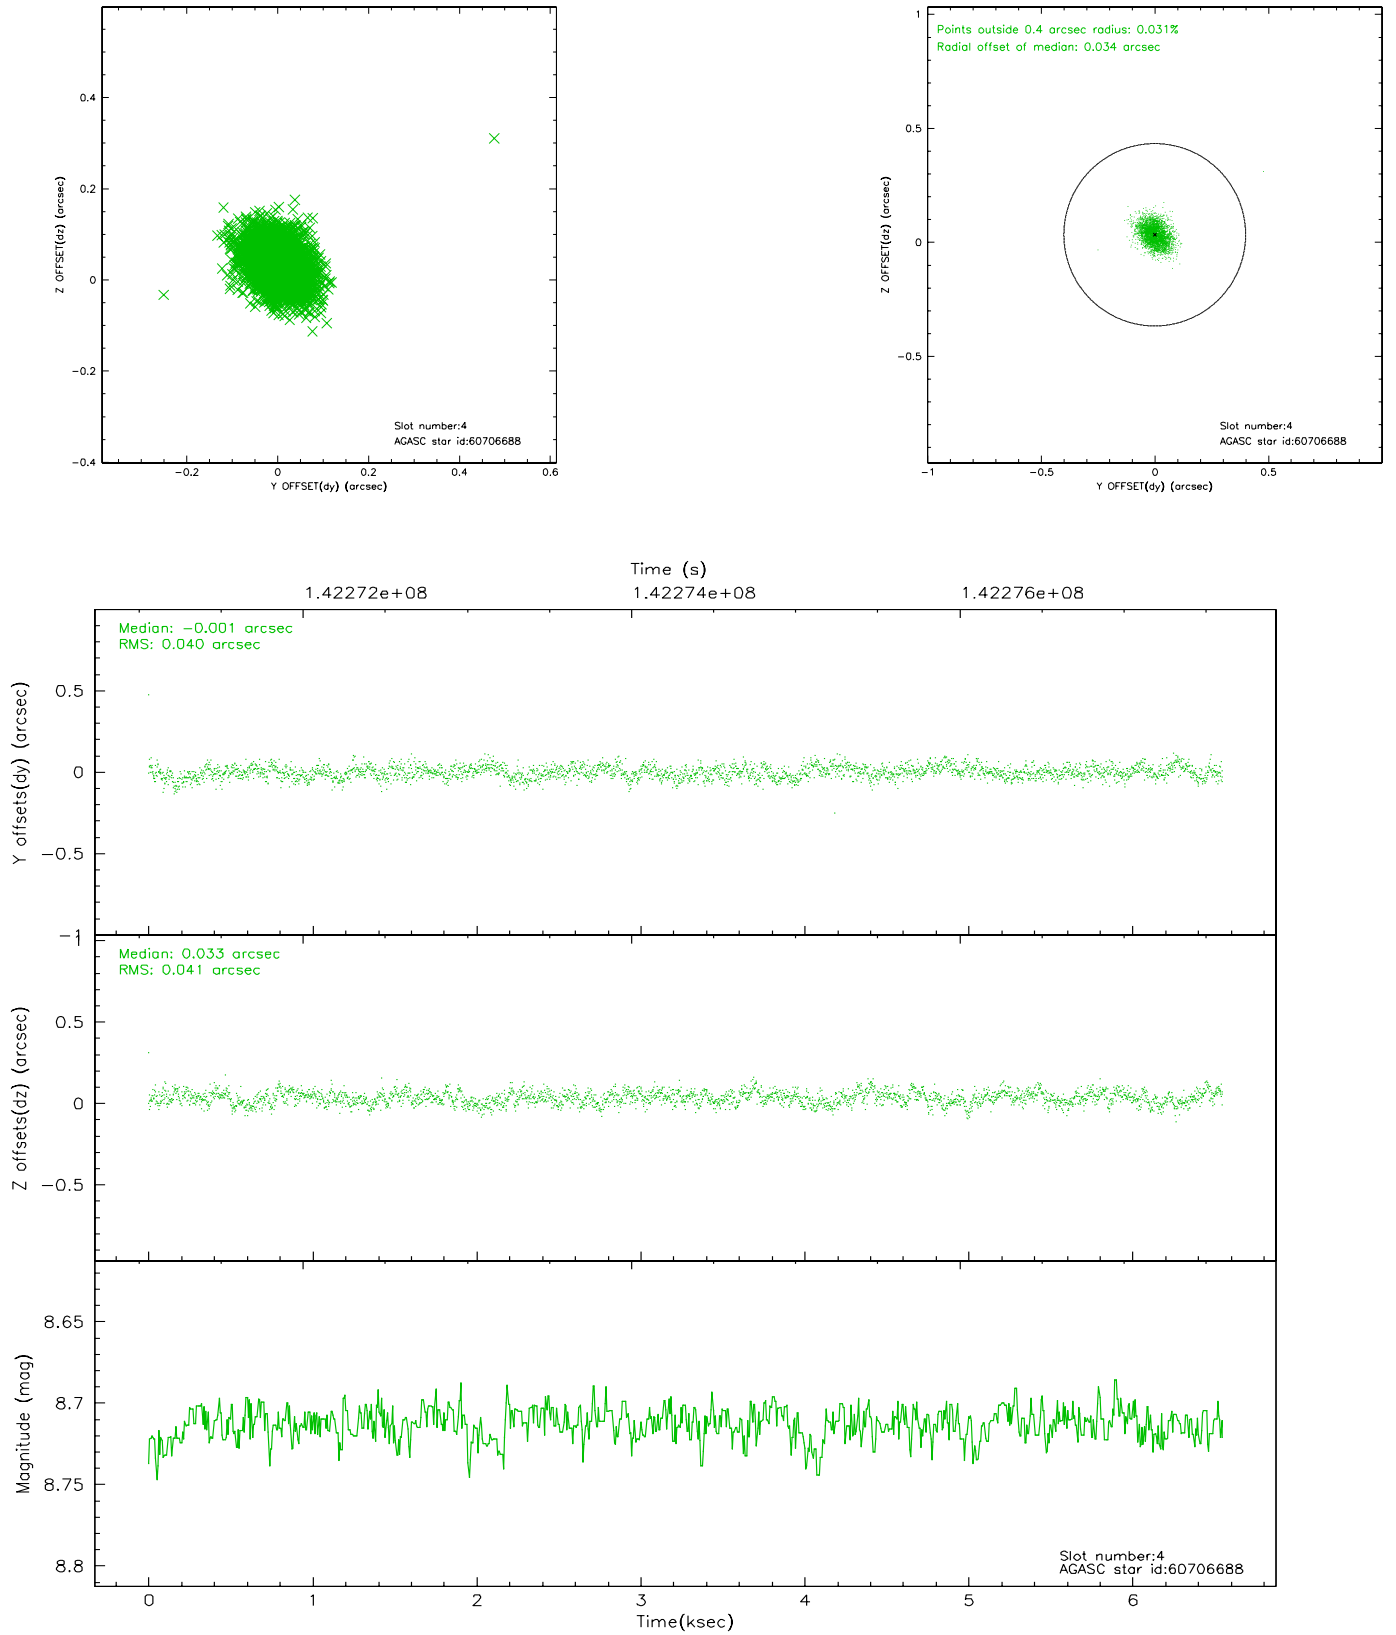 0.4
0.2
0
−0.2
−0.4
Z OFFSET(dz) (arcsec)
Slot number:4
AGASC star id:60706688
−0.2 0 0.2 0.4 0.6
Y OFFSET(dy) (arcsec)
Points outside 0.4 arcsec radius: 0.031%
Radial offset of median: 0.034 arcsec
1
0.5
0
−0.5
Z OFFSET(dz) (arcsec)
Slot number:4
AGASC star id:60706688
−1 −0.5 0 0.5
Y OFFSET(dy) (arcsec)
Time (s)
1.42272e+08 1.42274e+08 1.42276e+08
Median: −0.001 arcsec
RMS: 0.040 arcsec
0.5
0
−0.5
−1
Y offsets(dy) (arcsec)
Median: 0.033 arcsec
RMS: 0.041 arcsec
1
0.5
0
−0.5
Z offsets(dz) (arcsec)
8.65
8.7
8.75
8.8
Magnitude (mag)
Slot number:4
AGASC star id:60706688
0 1 2 3 4 5 6
Time(ksec)